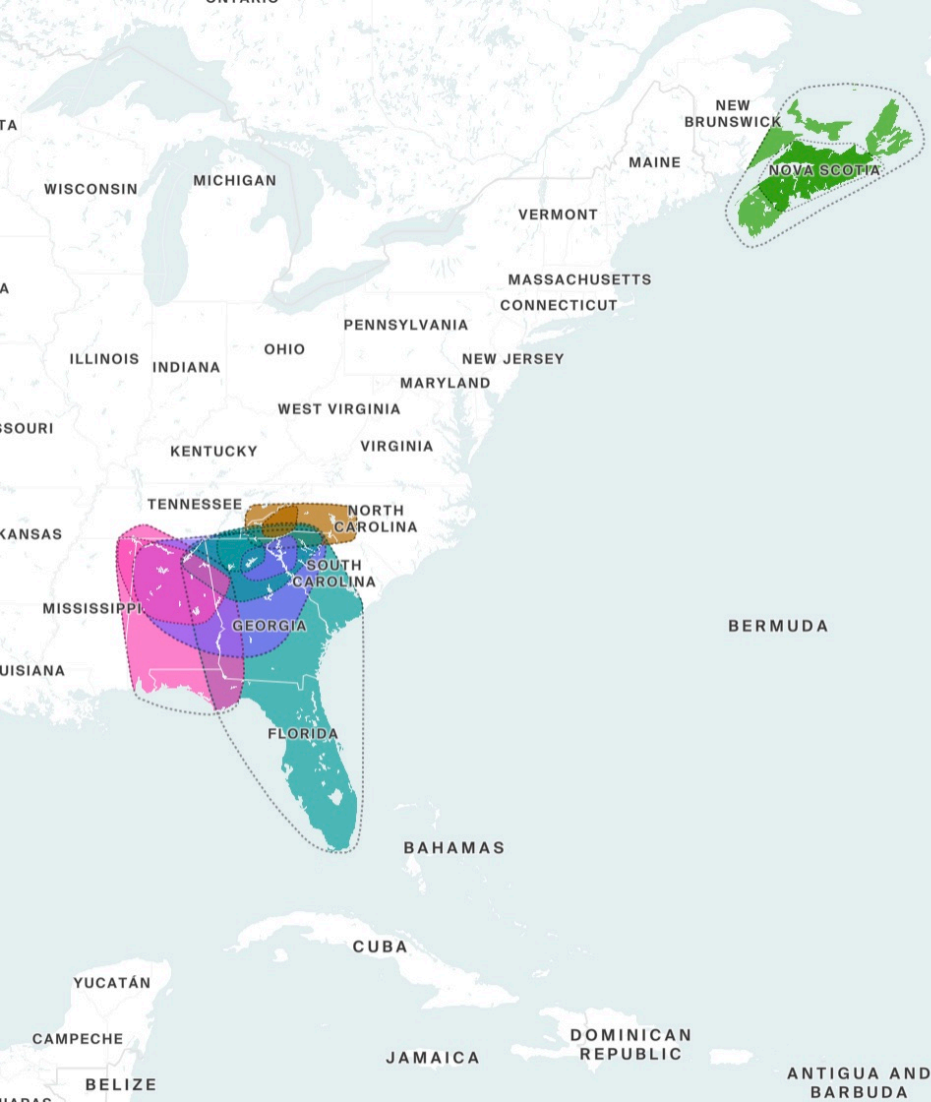 ONTARIO
NEW
BRUNSWICK
TA
MAINE
NOVA SCOTIA
WISCONSIN
MICHIGAN
VERMONT
A
MASSACHUSETTS
CONNECTICUT
PENNSYLVANIA
ILLINOIS
INDIANA
OHIO
NEW JERSEY
MARYLAND
WEST VIRGINIA
SSOURI
KENTUCKY
VIRGINIA
TENNESSEE
NORTH
CAROLINA
KANSAS
SOUTH
CAROLINA
MISSISSIPPI
GEORGIA
BERMUDA
UISIANA
FLORIDA
BAHAMAS
CUBA
YUCATÁN
CAMPECHE
JAMAICA
DOMINICAN
REPUBLIC
BELIZE
ANTIGUA AND
BARBUDA
HIAPAS